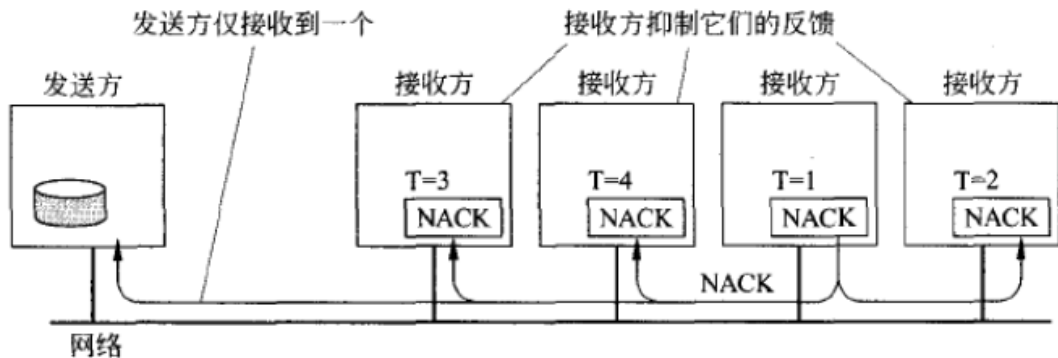 发送方仅接收到一个 接收方抑制它们的反馈
发送方 接收方 接收方 接收方 接收方
T=3 T=4 T=1 T=2
NACK NACK NACK NACK
NACK
网络